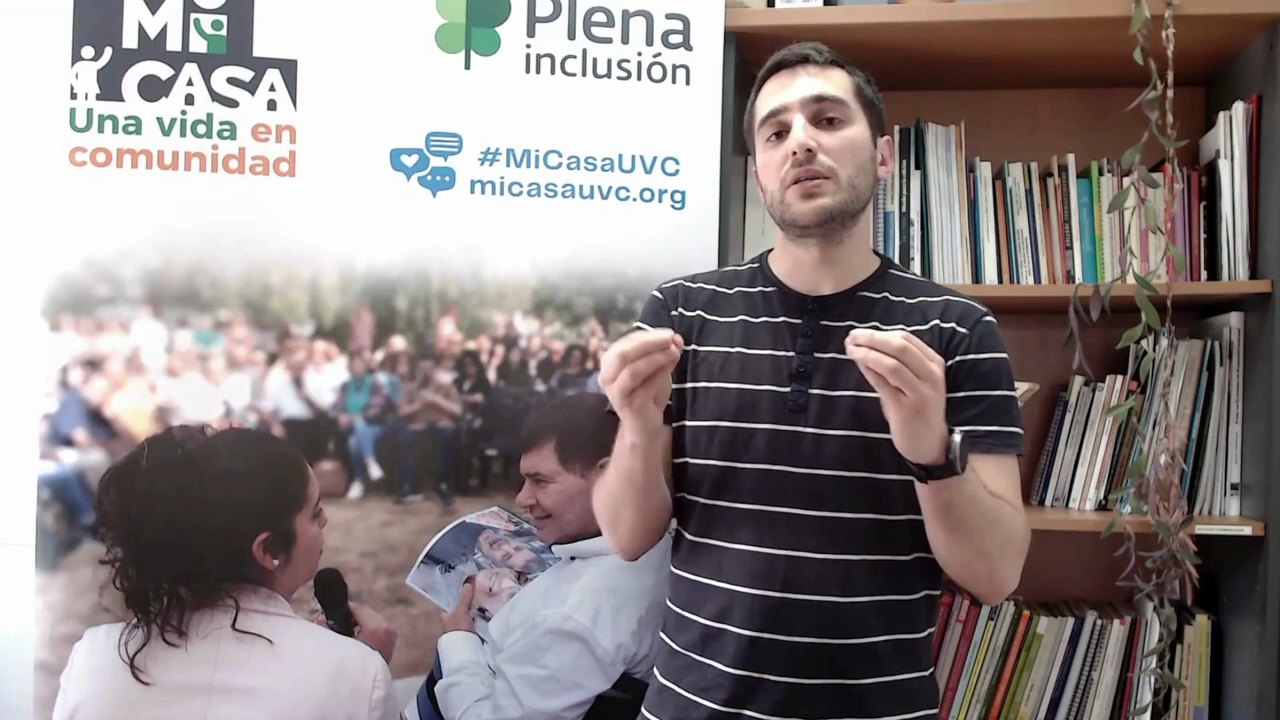 Mi
CASA
Una vida en
comunidad
Plena
inclusión
#MiCasaUVC
micasauvc.org